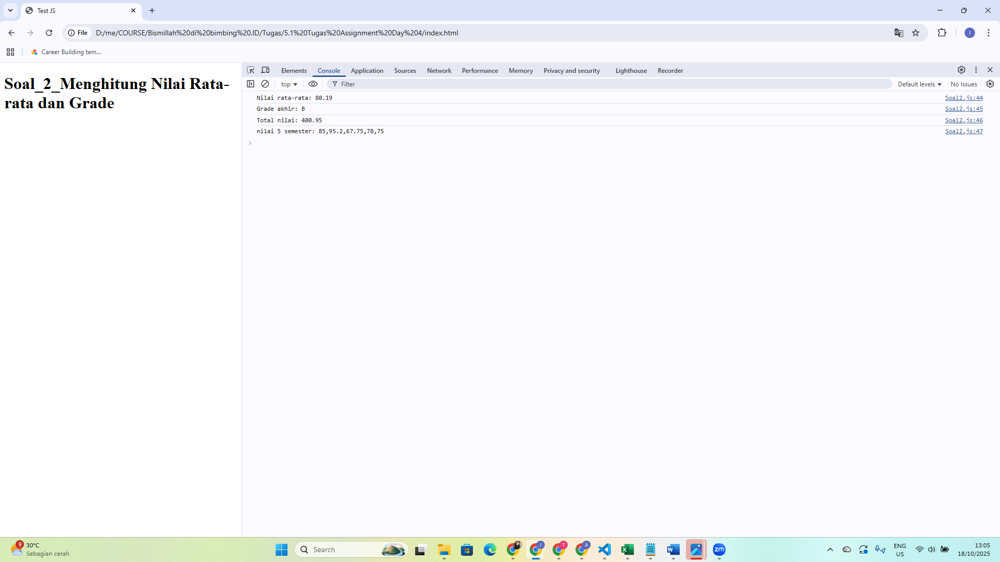 Test JS
File
D:/me/COURSE/Bismillah%20di%20bimbing%20.ID/Tugas/5.1%20Tugas%20Assignment%20Day%204/index.html
I
Career Building tem...
Soal_2_Menghitung Nilai Rata-
rata dan Grade
Elements Console Application Sources Network Performance Memory Privacy and security Lighthouse Recorder
top Filter Default levels No Issues
Nilai rata-rata: 80.19 Soal2.js:44
Grade akhir: B Soal2.js:45
Total nilai: 400.95 Soal2.js:46
nilai 5 semester: 85,95.2,67.75,78,75 Soal2.js:47
9
30°C
Sebagian cerah
Search
I
T
A
zm
ENG
US
13:05
18/10/2025